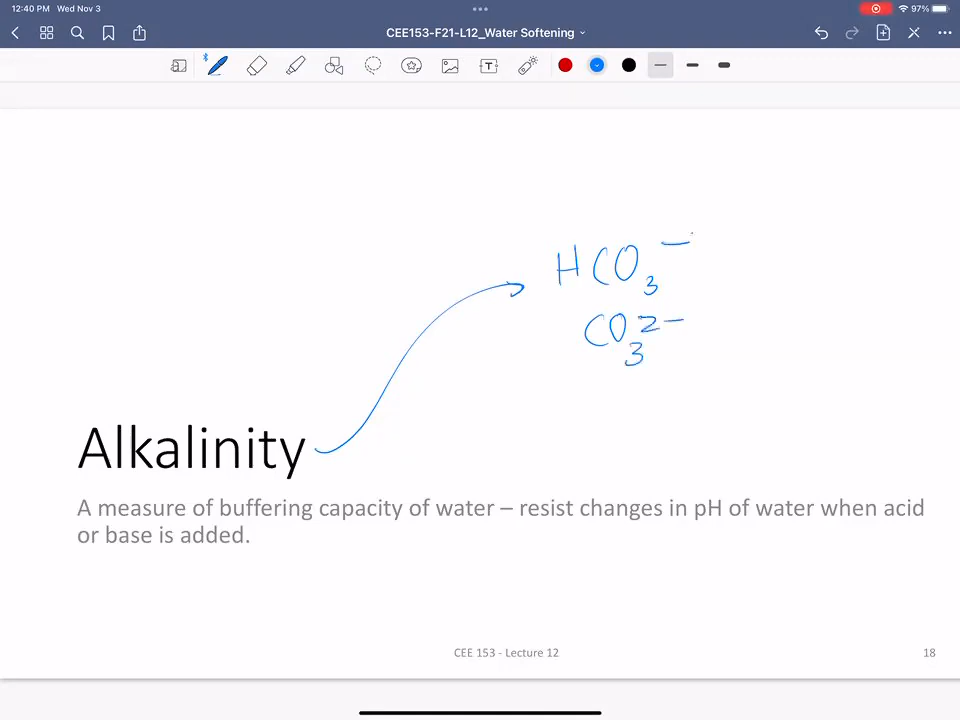 12:40 PM Wed Nov 3
97%
CEE153-F21-L12_Water Softening
T
HCO₃⁻
CO₃²⁻
Alkalinity
A measure of buffering capacity of water – resist changes in pH of water when acid
or base is added.
CEE 153 - Lecture 12
18